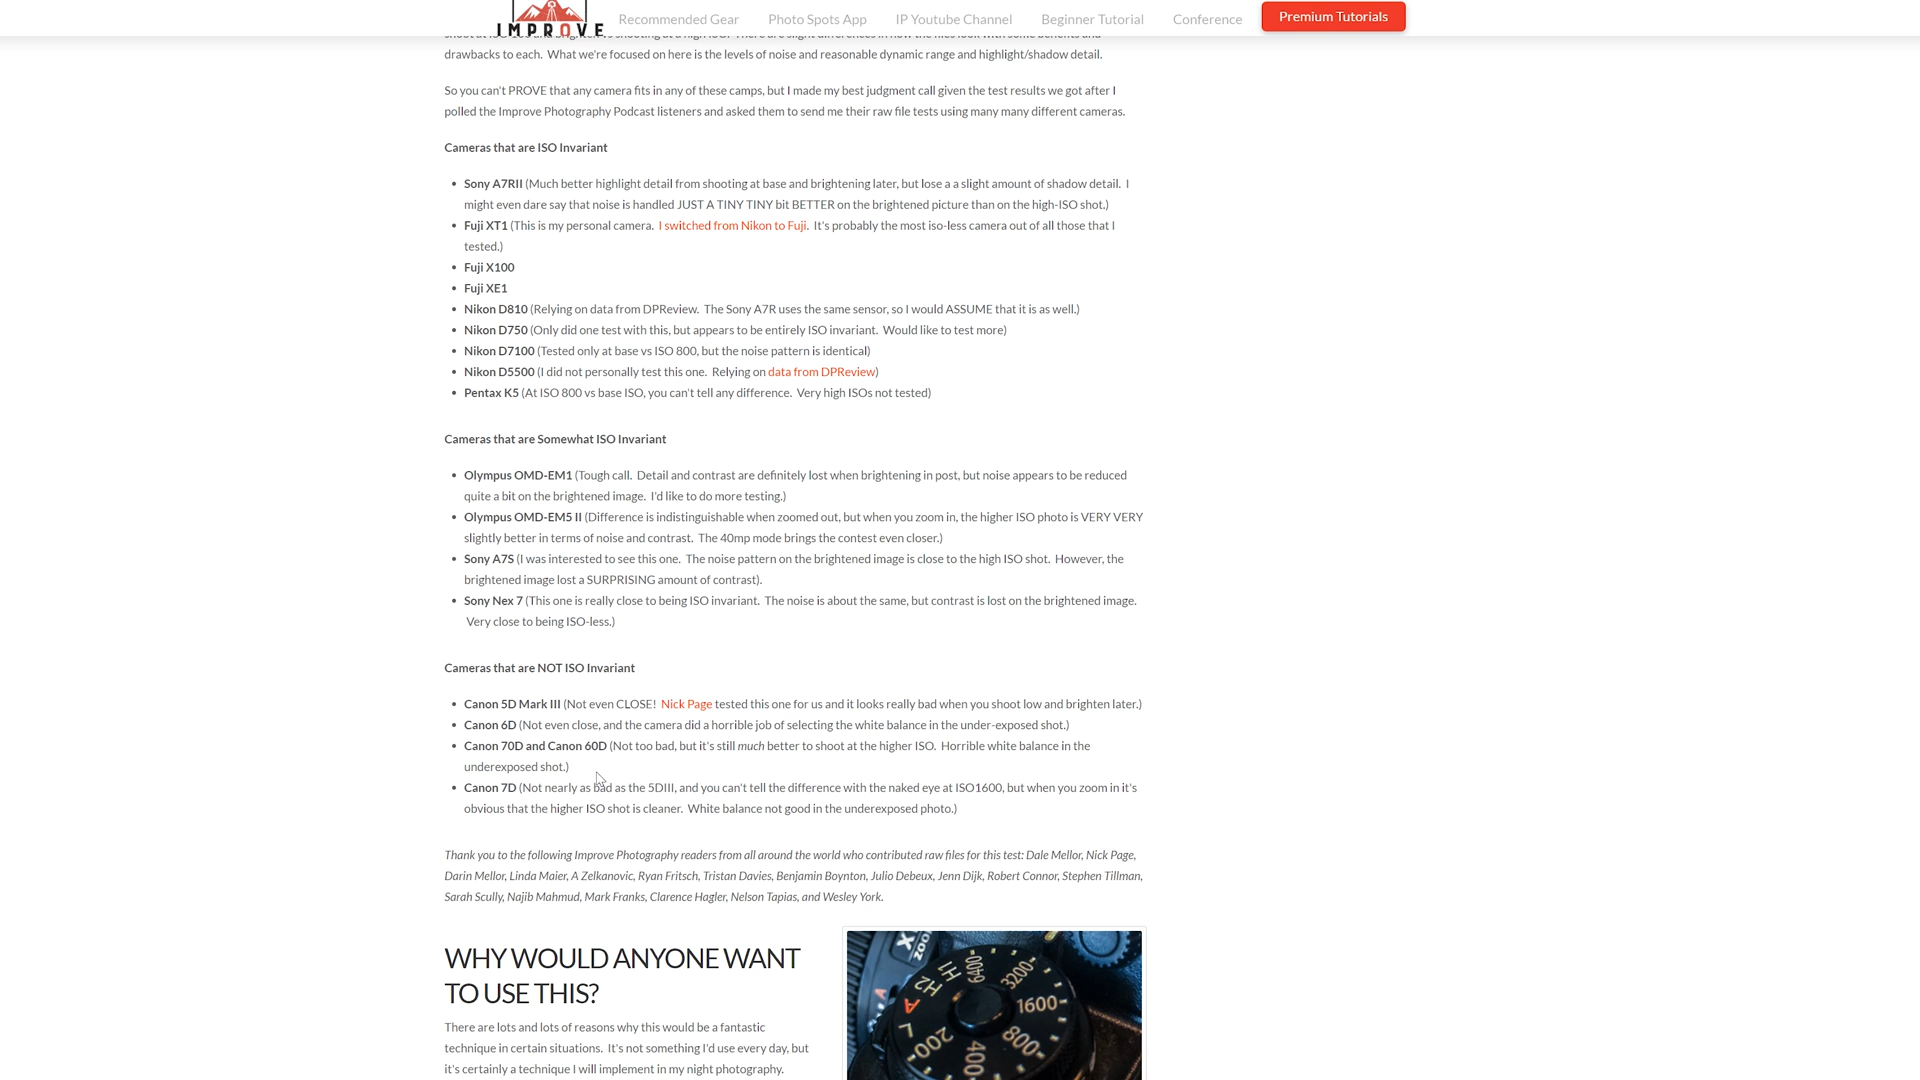 IMPROVE
Recommended Gear Photo Spots App IP Youtube Channel Beginner Tutorial Conference Premium Tutorials
drawbacks to each. What we're focused on here is the levels of noise and reasonable dynamic range and highlight/shadow detail.
So you can't PROVE that any camera fits in any of these camps, but I made my best judgment call given the test results we got after I
polled the Improve Photography Podcast listeners and asked them to send me their raw file tests using many many different cameras.
Cameras that are ISO Invariant
• Sony A7RII (Much better highlight detail from shooting at base and brightening later, but lose a a slight amount of shadow detail. I
might even dare say that noise is handled JUST A TINY TINY bit BETTER on the brightened picture than on the high-ISO shot.)
• Fuji XT1 (This is my personal camera. I switched from Nikon to Fuji. It's probably the most iso-less camera out of all those that I
tested.)
• Fuji X100
• Fuji XE1
• Nikon D810 (Relying on data from DPReview. The Sony A7R uses the same sensor, so I would ASSUME that it is as well.)
• Nikon D750 (Only did one test with this, but appears to be entirely ISO invariant. Would like to test more)
• Nikon D7100 (Tested only at base vs ISO 800, but the noise pattern is identical)
• Nikon D5500 (I did not personally test this one. Relying on data from DPReview)
• Pentax K5 (At ISO 800 vs base ISO, you can't tell any difference. Very high ISOs not tested)
Cameras that are Somewhat ISO Invariant
• Olympus OMD-EM1 (Tough call. Detail and contrast are definitely lost when brightening in post, but noise appears to be reduced
quite a bit on the brightened image. I'd like to do more testing.)
• Olympus OMD-EM5 II (Difference is indistinguishable when zoomed out, but when you zoom in, the higher ISO photo is VERY VERY
slightly better in terms of noise and contrast. The 40mp mode brings the contest even closer.)
• Sony A7S (I was interested to see this one. The noise pattern on the brightened image is close to the high ISO shot. However, the
brightened image lost a SURPRISING amount of contrast).
• Sony Nex 7 (This one is really close to being ISO invariant. The noise is about the same, but contrast is lost on the brightened image.
Very close to being ISO-less.)
Cameras that are NOT ISO Invariant
• Canon 5D Mark III (Not even CLOSE! Nick Page tested this one for us and it looks really bad when you shoot low and brighten later.)
• Canon 6D (Not even close, and the camera did a horrible job of selecting the white balance in the under-exposed shot.)
• Canon 70D and Canon 60D (Not too bad, but it's still much better to shoot at the higher ISO. Horrible white balance in the
underexposed shot.)
• Canon 7D (Not nearly as bad as the 5DIII, and you can't tell the difference with the naked eye at ISO1600, but when you zoom in it's
obvious that the higher ISO shot is cleaner. White balance not good in the underexposed photo.)
Thank you to the following Improve Photography readers from all around the world who contributed raw files for this test: Dale Mellor, Nick Page,
Darin Mellor, Linda Maier, A Zelkanovic, Ryan Fritsch, Tristan Davies, Benjamin Boynton, Julio Debeux, Jenn Dijk, Robert Connor, Stephen Tillman,
Sarah Scully, Najib Mahmud, Mark Franks, Clarence Hagler, Nelson Tapias, and Wesley York.
WHY WOULD ANYONE WANT
TO USE THIS?
There are lots and lots of reasons why this would be a fantastic
technique in certain situations. It's not something I'd use every day, but
it's certainly a technique I will implement in my night photography.
A L 200 400 800 1600 3200 6400 H1 H2